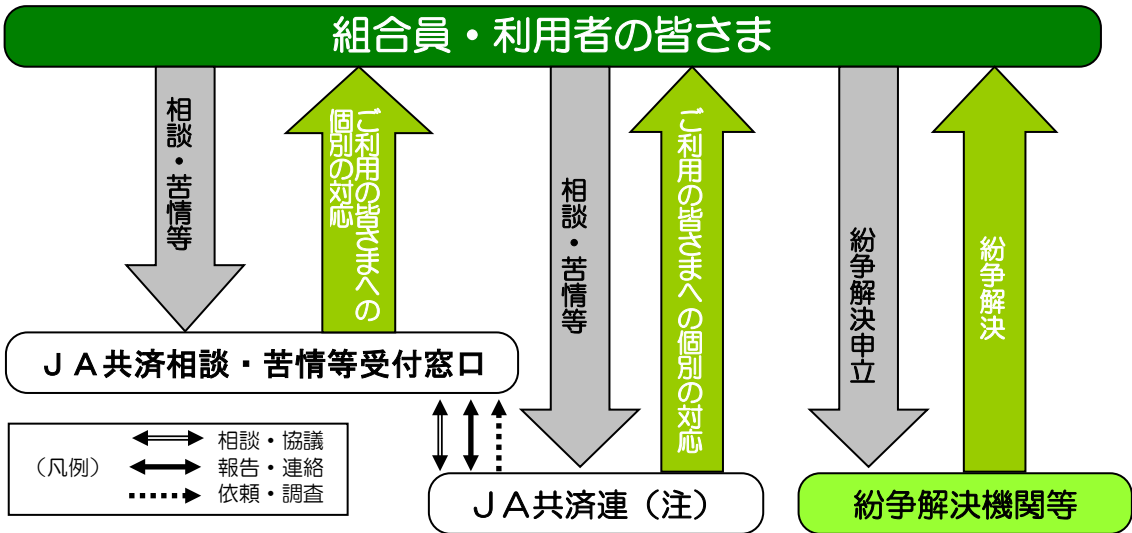 組合員・利用者の皆さま
相談・苦情等
ご利用の皆さまへの
個別の対応
相談・苦情等
ご利用の皆さまへの個別の対応
紛争解決申立
紛争解決
ＪＡ共済相談・苦情等受付窓口
（凡例）
相談・協議
報告・連絡
依頼・調査
ＪＡ共済連（注）
紛争解決機関等